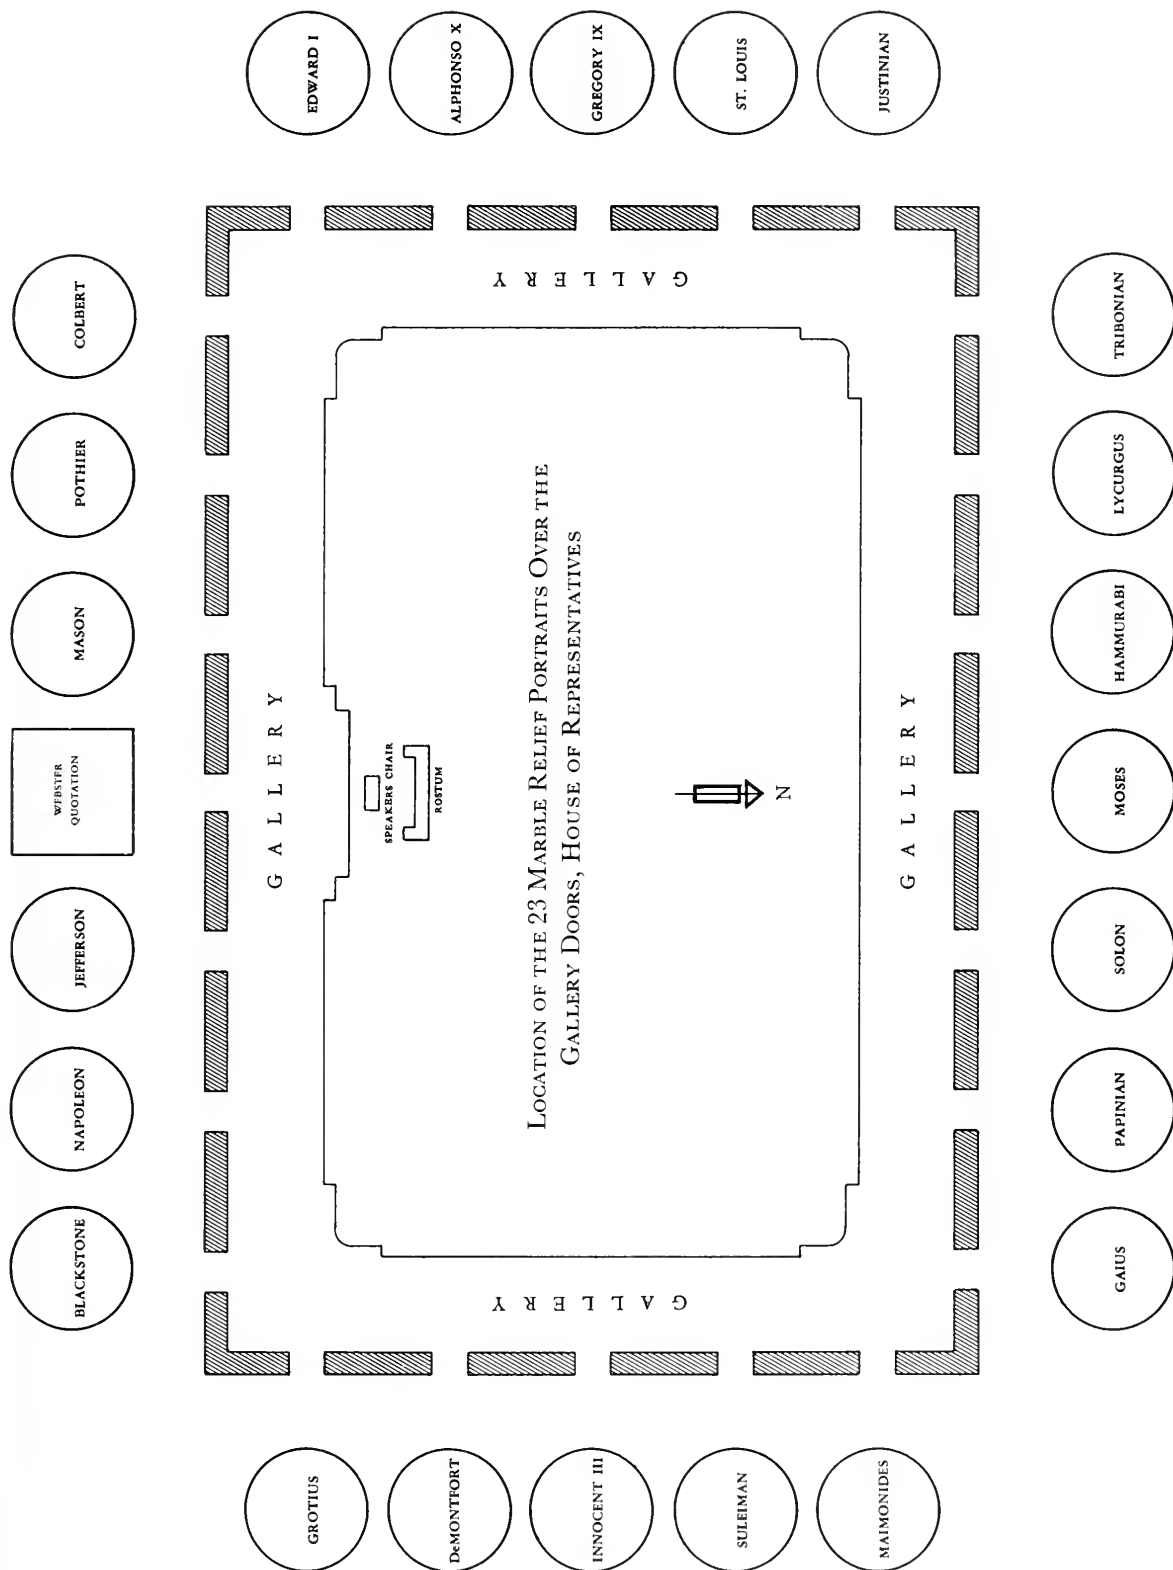 BLACKSTONE
NAPOLEON
JEFFERSON
WEBSTER
QUOTATION
MASON
POTHIER
COLBERT
GROTIUS
DeMONTFORT
INNOCENT III
SULEIMAN
MAIMONIDES
GALLERY
GALLERY
SPEAKERS CHAIR
ROSTUM
LOCATION OF THE 23 MARBLE RELIEF PORTRAITS OVER THE
GALLERY DOORS, HOUSE OF REPRESENTATIVES
N
GALLERY
GALLERY
EDWARD I
ALPHONSO X
GREGORY IX
ST. LOUIS
JUSTINIAN
GAIUS
PAPINIAN
SOLON
MOSES
HAMMURABI
LYCURGUS
TRIBONIAN